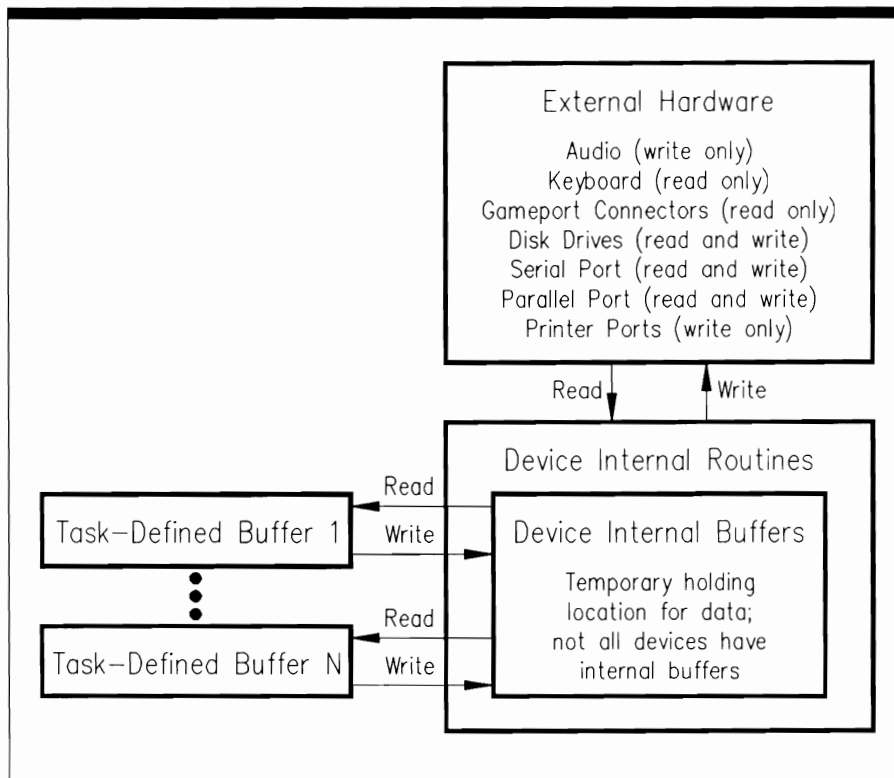 External Hardware
Audio (write only)
Keyboard (read only)
Gameport Connectors (read only)
Disk Drives (read and write)
Serial Port (read and write)
Parallel Port (read and write)
Printer Ports (write only)
Read
Write
Device Internal Routines
Device Internal Buffers
Temporary holding
location for data;
not all devices have
internal buffers
Task-Defined Buffer 1
Read
Write
Task-Defined Buffer N
Read
Write